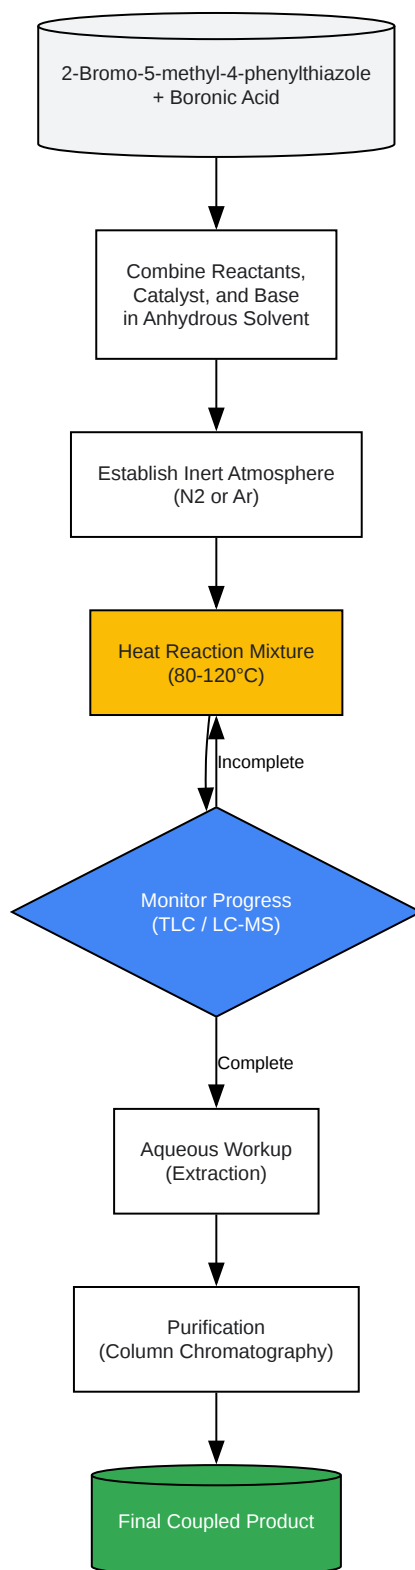 2-Bromo-5-methyl-4-phenylthiazole
+ Boronic Acid
Combine Reactants,
Catalyst, and Base
in Anhydrous Solvent
Establish Inert Atmosphere
(N2 or Ar)
Heat Reaction Mixture
(80-120°C)
Incomplete
Monitor Progress
(TLC / LC-MS)
Complete
Aqueous Workup
(Extraction)
Purification
(Column Chromatography)
Final Coupled Product